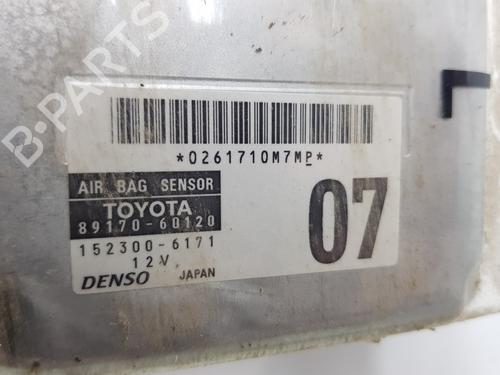 B-PARTS
*0261710M7MP*
AIR BAG SENSOR
TOYOTA
89170-60120
152300-6171
12V
DENSO JAPAN
07